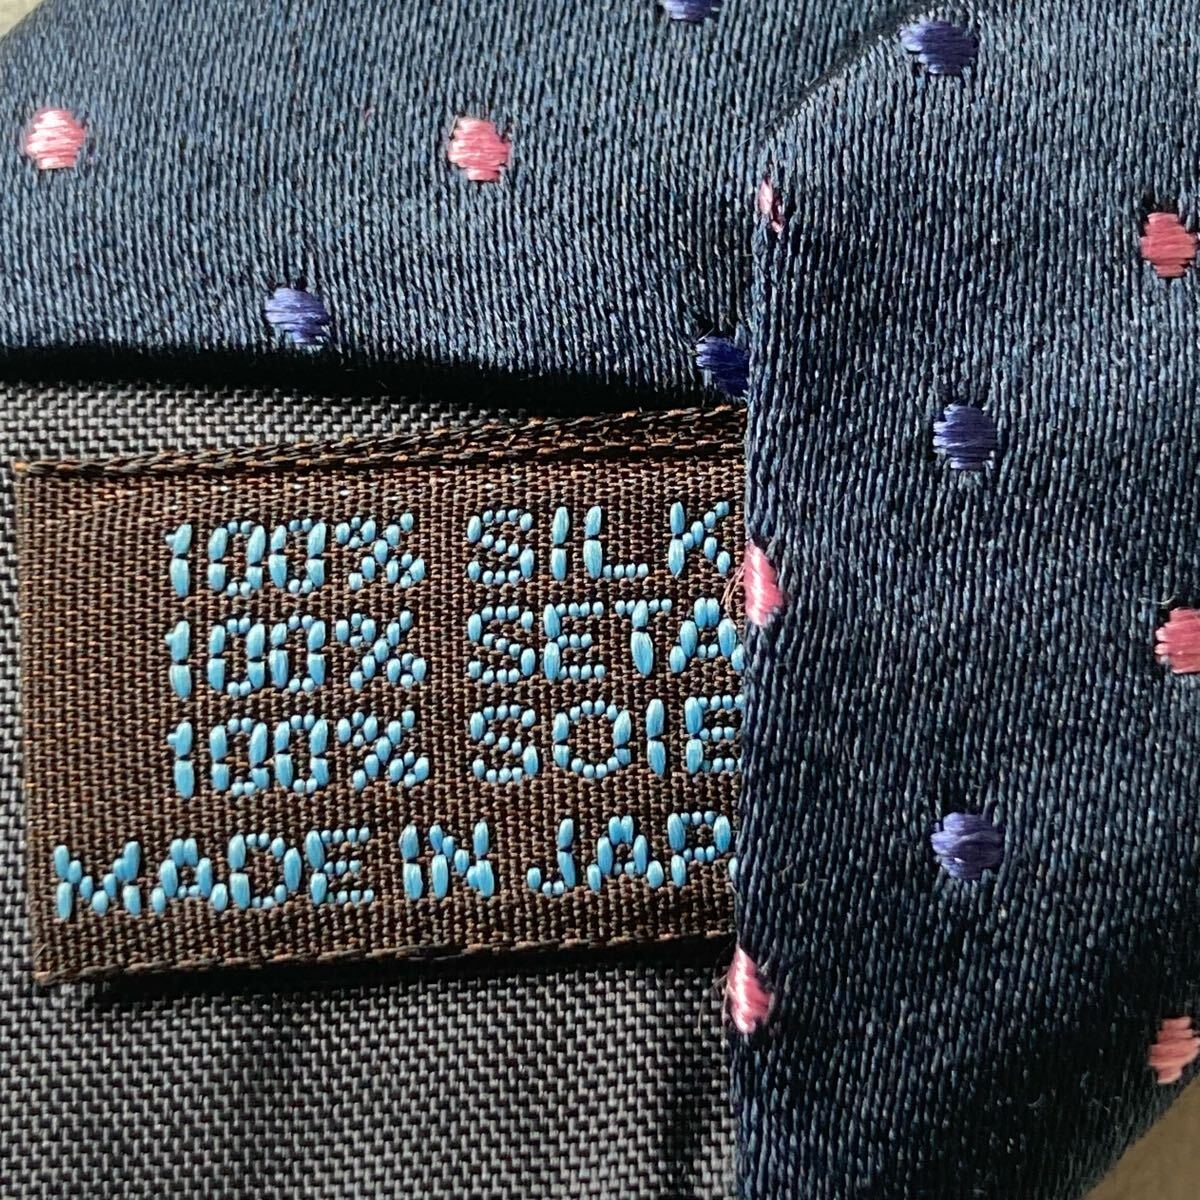 100% SILK
100% SETA
100% SOIE
MADE IN JAP